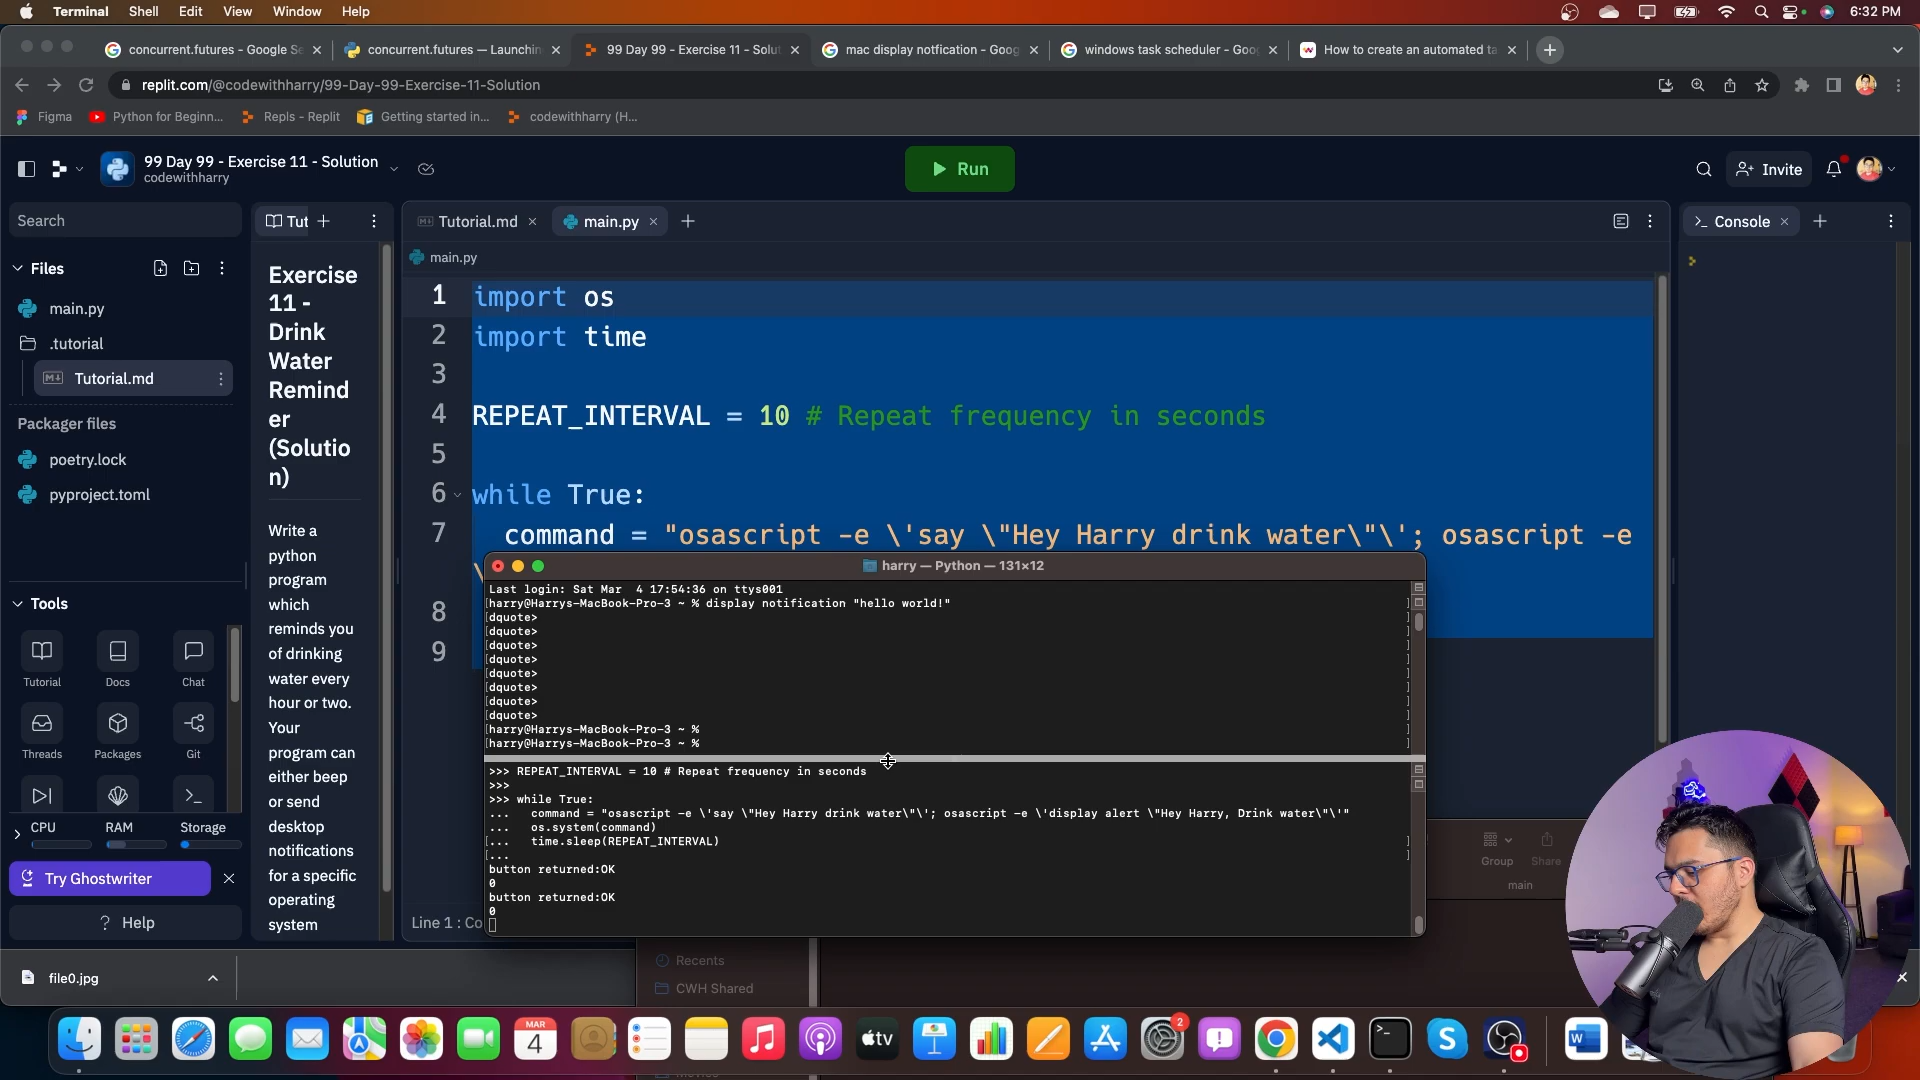 Terminal Shell Edit View Window Help 6:32 PM
concurrent.futures - Google Se concurrent.futures — Launchin 99 Day 99 - Exercise 11 - Solut mac display notfication - Goog windows task scheduler - Goo How to create an automated ta
replit.com/@codewithharry/99-Day-99-Exercise-11-Solution
Figma Python for Beginn... Repls - Replit Getting started in... codewithharry (H...
99 Day 99 - Exercise 11 - Solution
codewithharry
Run
Invite
Search
Files
main.py
.tutorial
Tutorial.md
Packager files
poetry.lock
pyproject.toml
Tools
Tutorial Docs Chat
Threads Packages Git
CPU RAM Storage
Try Ghostwriter
? Help
Tut
Exercise
11 -
Drink
Water
Remind
er
(Solutio
n)
Write a
python
program
which
reminds you
of drinking
water every
hour or two.
Your
program can
either beep
or send
desktop
notifications
for a specific
operating
system
Tutorial.md main.py
main.py
1 import os
2 import time
3
4 REPEAT_INTERVAL = 10 # Repeat frequency in seconds
5
6 while True:
7 command = "osascript -e \'say \"Hey Harry drink water\"\'; osascript -e
8
9
Line 1 : Co
Console
harry — Python — 131×12
Last login: Sat Mar 4 17:54:36 on ttys001
[harry@Harrys-MacBook-Pro-3 ~ % display notification "hello world!" ]
[dquote> ]
[dquote> ]
[dquote> ]
[dquote> ]
[dquote> ]
[dquote> ]
[dquote> ]
[dquote> ]
[harry@Harrys-MacBook-Pro-3 ~ % ]
[harry@Harrys-MacBook-Pro-3 ~ % ]
>>> REPEAT_INTERVAL = 10 # Repeat frequency in seconds
>>>
>>> while True:
... command = "osascript -e \'say \"Hey Harry drink water\"\'; osascript -e \'display alert \"Hey Harry, Drink water\"\'"
... os.system(command)
[... time.sleep(REPEAT_INTERVAL) ]
[... ]
button returned:OK
0
button returned:OK
0
Group Share
main
file0.jpg
Recents
CWH Shared
MAR
4
tv
2